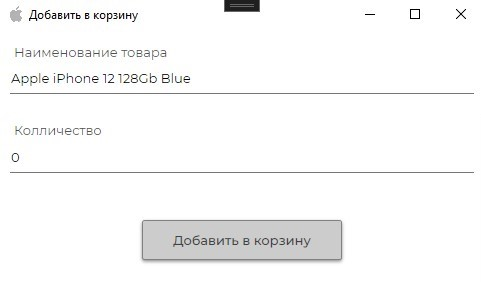 Добавить в корзину
Наименование товара
Apple iPhone 12 128Gb Blue
Колличество
0
Добавить в корзину